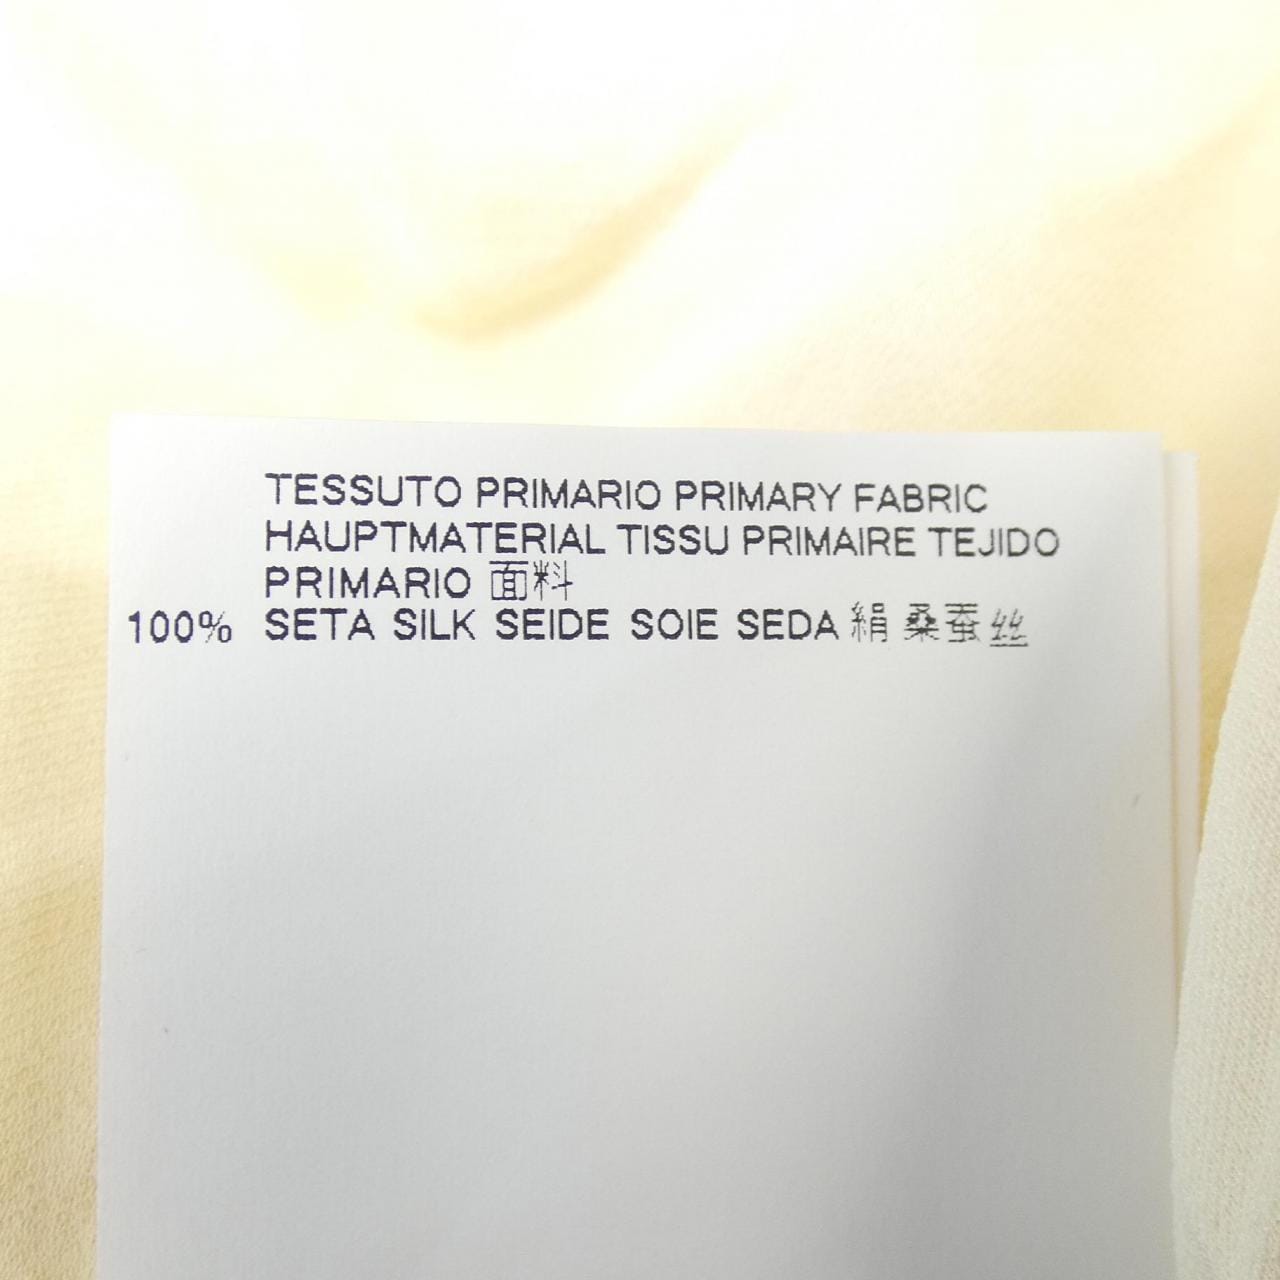 TESSUTO PRIMARIO PRIMARY FABRIC
HAUPTMATERIAL TISSU PRIMAIRE TEJIDO
PRIMARIO 面料
100% SETA SILK SEIDE SOIE SEDA 絹 桑蚕丝